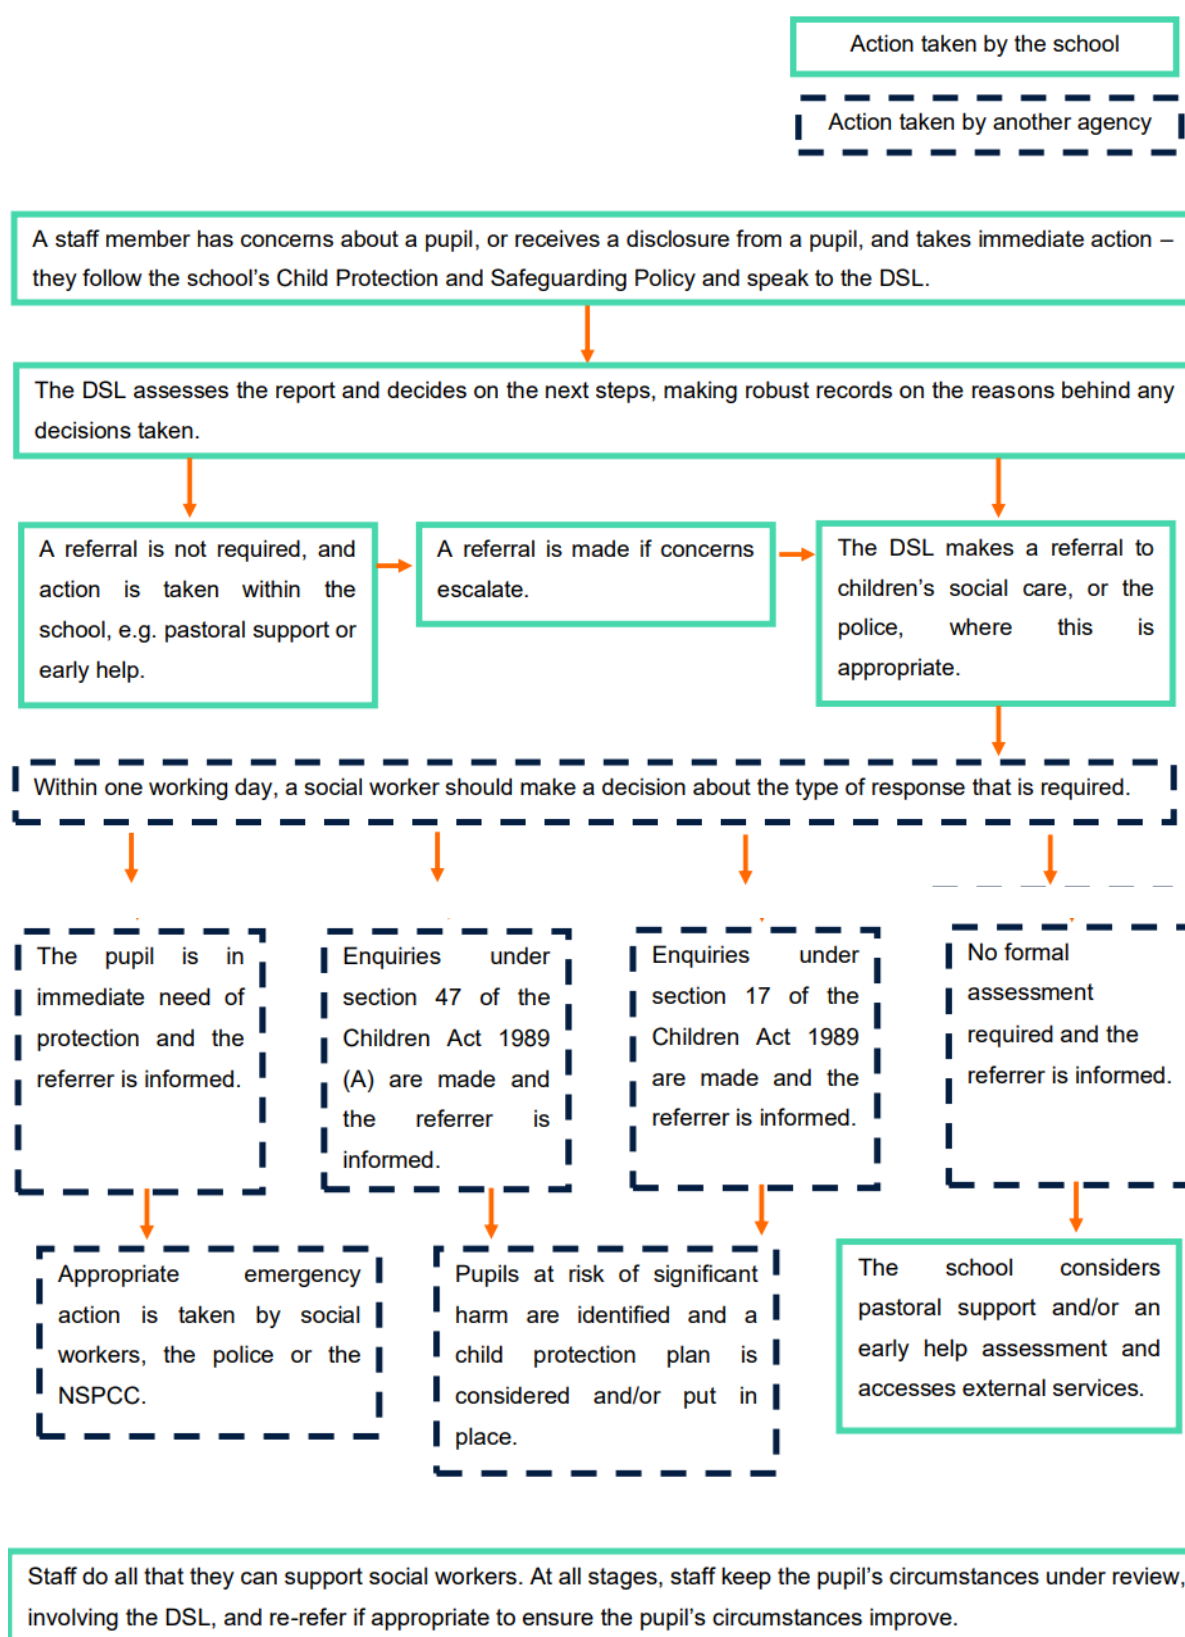 Action taken by the school
Action taken by another agency
A staff member has concerns about a pupil, or receives a disclosure from a pupil, and takes immediate action –
they follow the school’s Child Protection and Safeguarding Policy and speak to the DSL.
The DSL assesses the report and decides on the next steps, making robust records on the reasons behind any
decisions taken.
A referral is not required, and
action is taken within the
school, e.g. pastoral support or
early help.
A referral is made if concerns
escalate.
The DSL makes a referral to
children’s social care, or the
police, where this is
appropriate.
Within one working day, a social worker should make a decision about the type of response that is required.
The pupil is in
immediate need of
protection and the
referrer is informed.
Enquiries under
section 47 of the
Children Act 1989
(A) are made and
the referrer is
informed.
Enquiries under
section 17 of the
Children Act 1989
are made and the
referrer is informed.
No formal
assessment
required and the
referrer is informed.
Appropriate emergency
action is taken by social
workers, the police or the
NSPCC.
Pupils at risk of significant
harm are identified and a
child protection plan is
considered and/or put in
place.
The school considers
pastoral support and/or an
early help assessment and
accesses external services.
Staff do all that they can support social workers. At all stages, staff keep the pupil’s circumstances under review,
involving the DSL, and re-refer if appropriate to ensure the pupil’s circumstances improve.